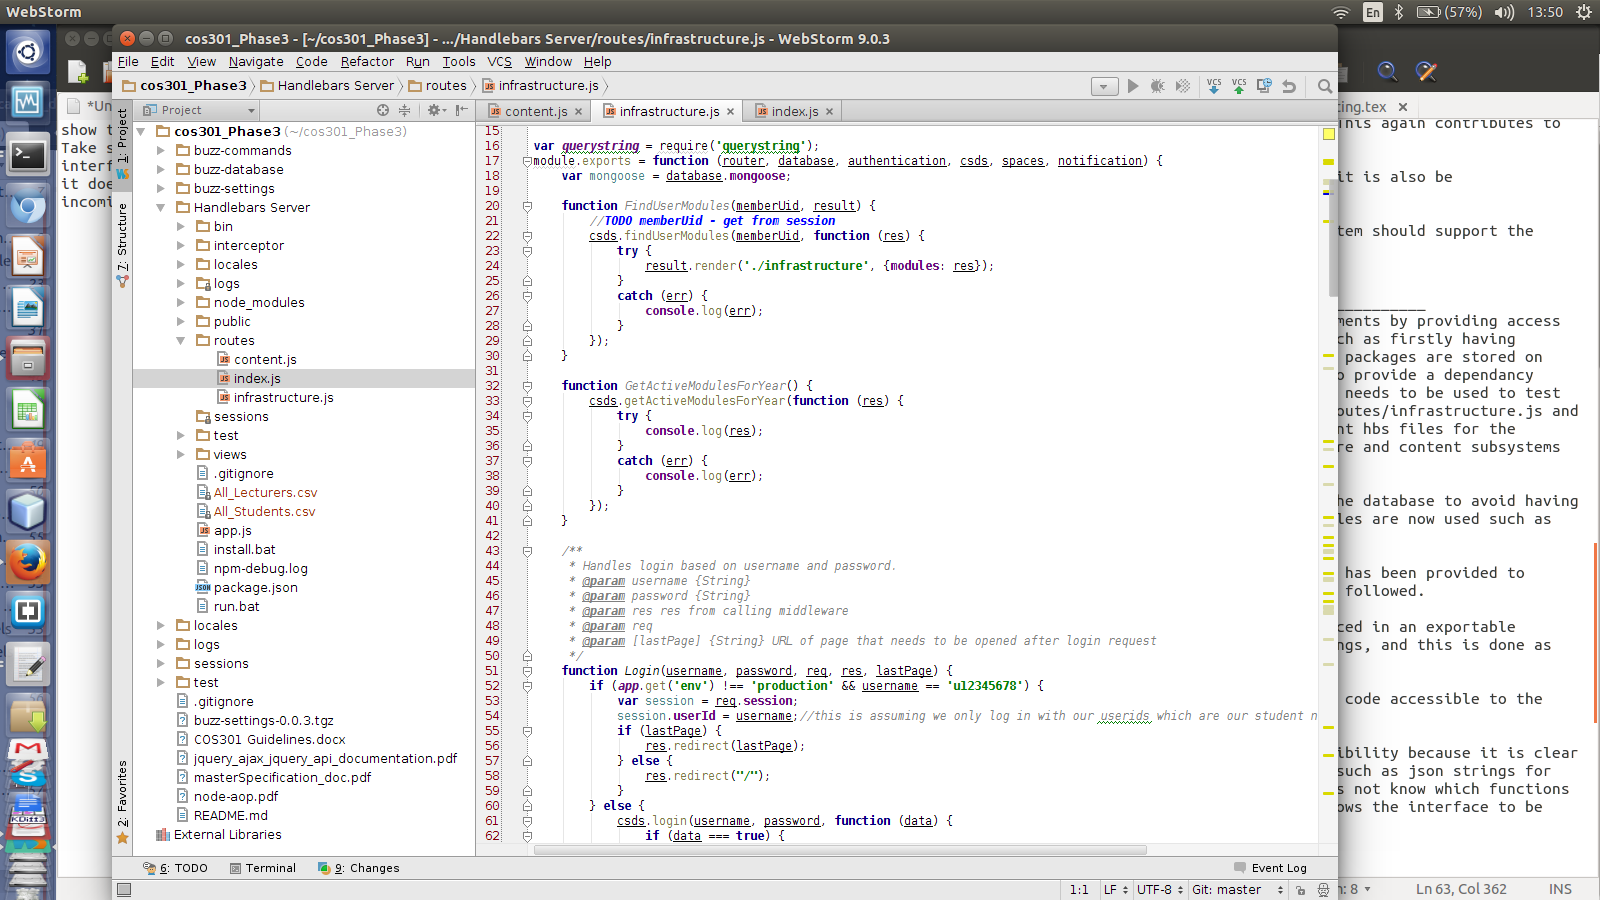 WebStorm
En (57%) 13:50
cos301_Phase3 - [~/cos301_Phase3] - .../Handlebars Server/routes/infrastructure.js - WebStorm 9.0.3
File Edit View Navigate Code Refactor Run Tools VCS Window Help
cos301_Phase3 Handlebars Server routes infrastructure.js
VCS VCS
Project
content.js infrastructure.js index.js
1: Project
7: Structure
2: Favorites
cos301_Phase3 (~/cos301_Phase3)
buzz-commands
buzz-database
buzz-settings
Handlebars Server
bin
interceptor
locales
logs
node_modules
public
routes
content.js
index.js
infrastructure.js
sessions
test
views
.gitignore
All_Lecturers.csv
All_Students.csv
app.js
install.bat
npm-debug.log
package.json
run.bat
locales
logs
sessions
test
.gitignore
buzz-settings-0.0.3.tgz
COS301 Guidelines.docx
jquery_ajax_jquery_api_documentation.pdf
masterSpecification_doc.pdf
node-aop.pdf
README.md
External Libraries
15
16 var querystring = require('querystring');
17 module.exports = function (router, database, authentication, csds, spaces, notification) {
18 var mongoose = database.mongoose;
19
20 function FindUserModules(memberUid, result) {
21 //TODO memberUid - get from session
22 csds.findUserModules(memberUid, function (res) {
23 try {
24 result.render('./infrastructure', {modules: res});
25 }
26 catch (err) {
27 console.log(err);
28 }
29 });
30 }
31
32 function GetActiveModulesForYear() {
33 csds.getActiveModulesForYear(function (res) {
34 try {
35 console.log(res);
36 }
37 catch (err) {
38 console.log(err);
39 }
40 });
41 }
42
43 /**
44 * Handles login based on username and password.
45 * @param username {String}
46 * @param password {String}
47 * @param res res from calling middleware
48 * @param req
49 * @param [lastPage] {String} URL of page that needs to be opened after login request
50 */
51 function Login(username, password, req, res, lastPage) {
52 if (app.get('env') !== 'production' && username == 'u12345678') {
53 var session = req.session;
54 session.userId = username;//this is assuming we only log in with our userids which are our student n
55 if (lastPage) {
56 res.redirect(lastPage);
57 } else {
58 res.redirect("/");
59 }
60 } else {
61 csds.login(username, password, function (data) {
62 if (data === true) {
6: TODO Terminal 9: Changes Event Log
1:1 LF UTF-8 Git: master
*Un
show t
Take s
interf
it doe
incomi
ing.tex
This again contributes to
it is also be
tem should support the
ments by providing access
ch as firstly having
packages are stored on
o provide a dependancy
needs to be used to test
outes/infrastructure.js and
nt hbs files for the
re and content subsystems
he database to avoid having
les are now used such as
has been provided to
followed.
ced in an exportable
ngs, and this is done as
code accessible to the
ibility because it is clear
such as json strings for
s not know which functions
ows the interface to be
h: 8 Ln 63, Col 362 INS